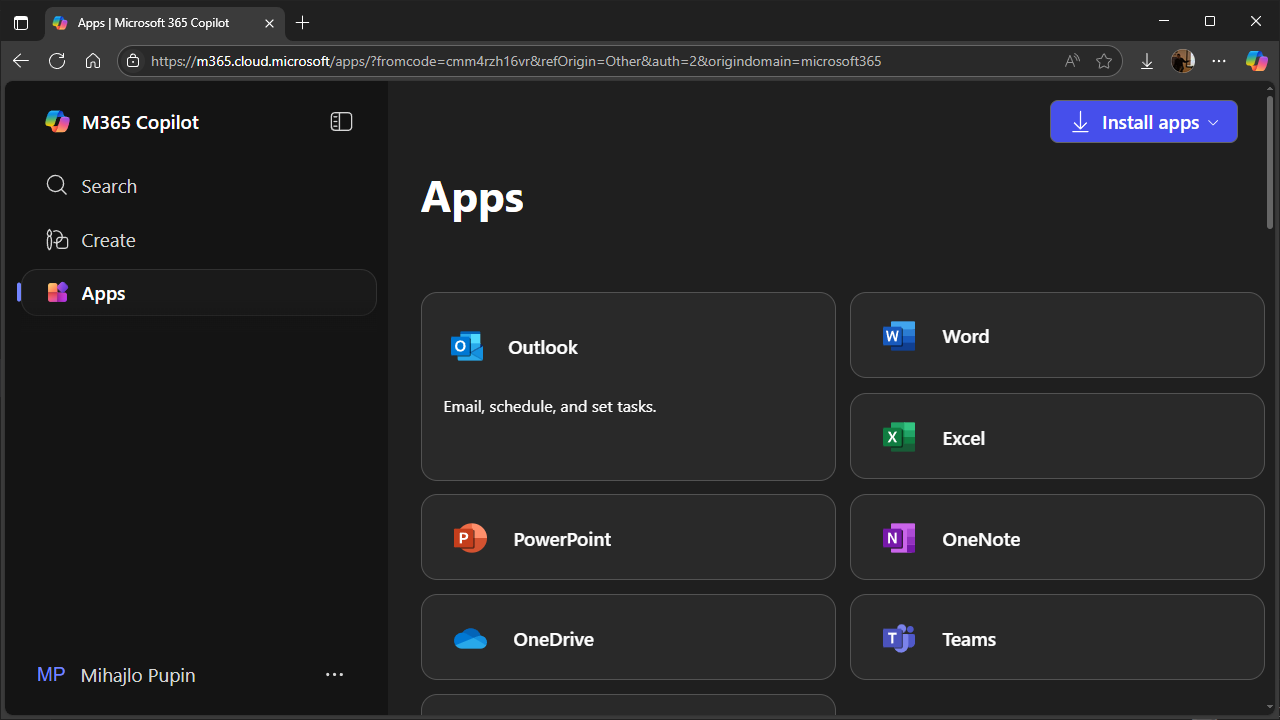 Apps | Microsoft 365 Copilot
https://m365.cloud.microsoft/apps/?fromcode=cmm4rzh16vr&refOrigin=Other&auth=2&origindomain=microsoft365
M365 Copilot
Search
Create
Apps
MP Mihajlo Pupin
Install apps
Apps
Outlook
Email, schedule, and set tasks.
Word
Excel
PowerPoint
OneNote
OneDrive
Teams